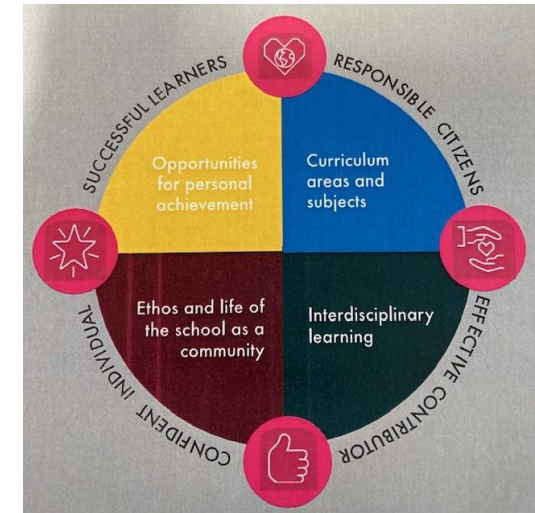 SUCCESSFUL LEARNERS
RESPONSIBLE CITIZENS
Opportunities
for personal
achievement
Curriculum
areas and
subjects
Ethos and life of
the school as a
community
Interdisciplinary
learning
CONFIDENT INDIVIDUAL
EFFECTIVE CONTRIBUTOR